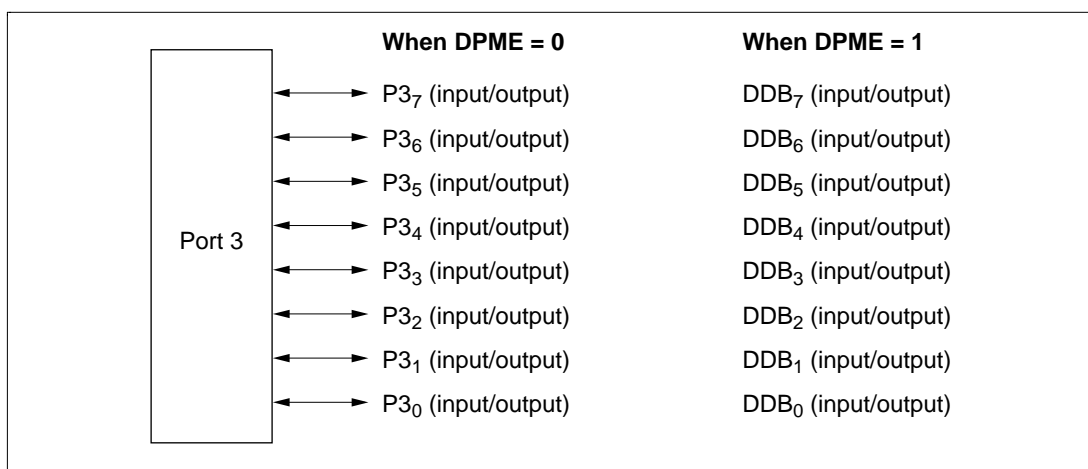 When DPME = 0 When DPME = 1
P3₇ (input/output) DDB₇ (input/output)
P3₆ (input/output) DDB₆ (input/output)
P3₅ (input/output) DDB₅ (input/output)
Port 3 P3₄ (input/output) DDB₄ (input/output)
P3₃ (input/output) DDB₃ (input/output)
P3₂ (input/output) DDB₂ (input/output)
P3₁ (input/output) DDB₁ (input/output)
P3₀ (input/output) DDB₀ (input/output)